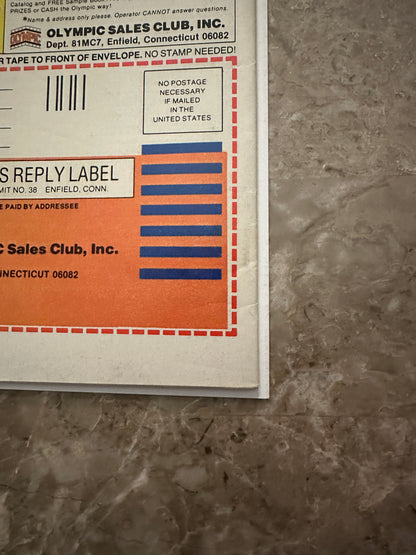 Catalog and FREE Sample Book
PRIZES or CASH the Olympic way!
*Name & address only please. Operator CANNOT answer questions.
OLYMPIC
OLYMPIC SALES CLUB, INC.
Dept. 81MC7, Enfield, Connecticut 06082
R TAPE TO FRONT OF ENVELOPE. NO STAMP NEEDED!
NO POSTAGE
NECESSARY
IF MAILED
IN THE
UNITED STATES
S REPLY LABEL
MIT NO. 38 ENFIELD, CONN.
E PAID BY ADDRESSEE
C Sales Club, Inc.
NNECTICUT 06082